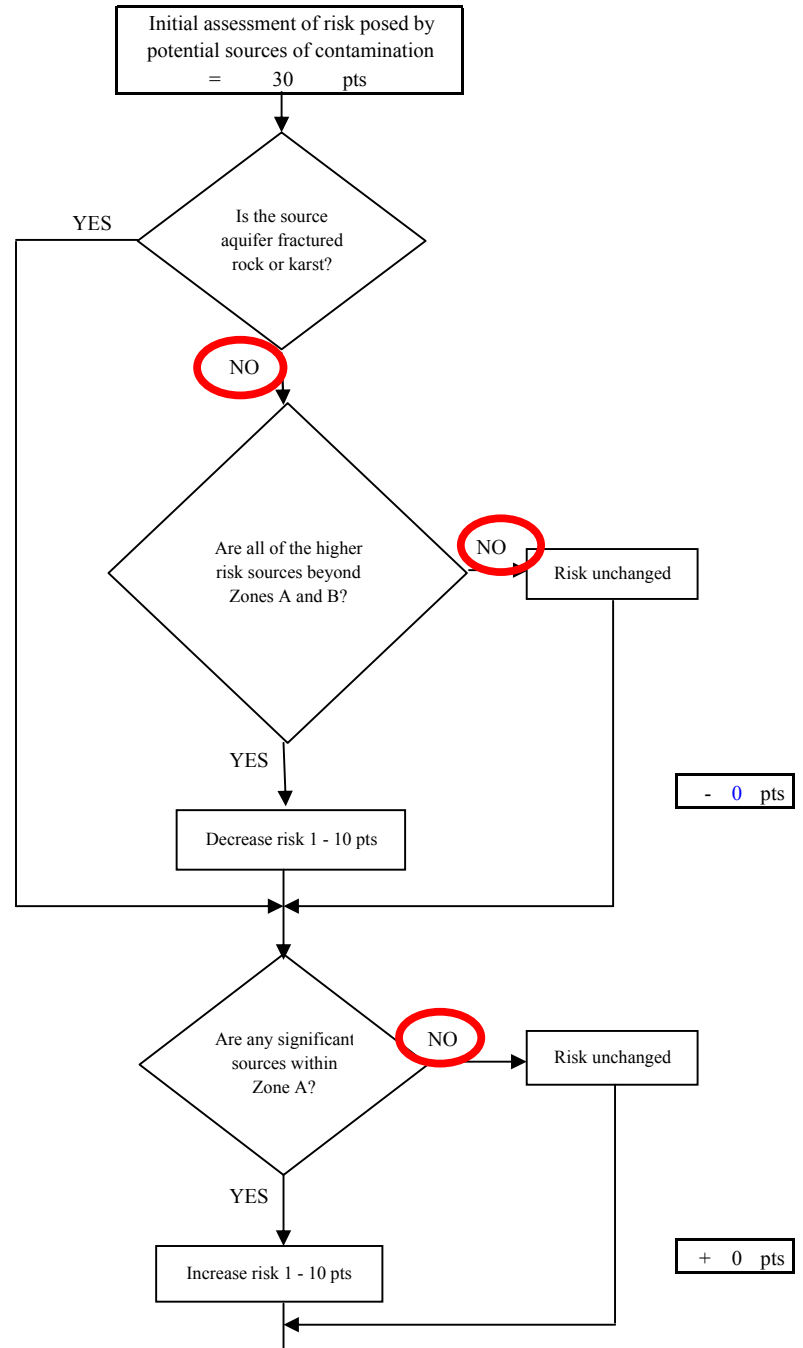 Initial assessment of risk posed by
potential sources of contamination
= 30 pts
YES
Is the source
aquifer fractured
rock or karst?
NO
Are all of the higher
risk sources beyond
Zones A and B?
NO
Risk unchanged
YES
- 0 pts
Decrease risk 1 - 10 pts
Are any significant
sources within
Zone A?
NO
Risk unchanged
YES
+ 0 pts
Increase risk 1 - 10 pts